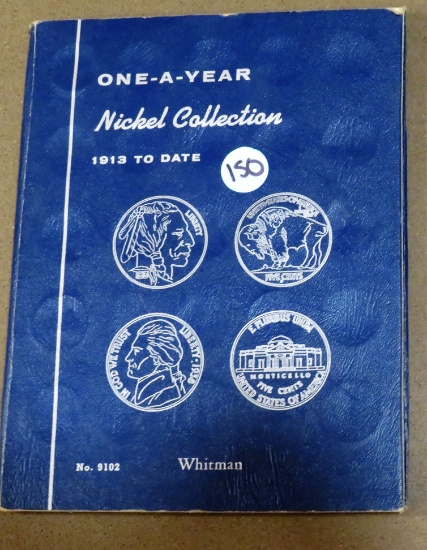 ONE-A-YEAR
Nickel Collection
1913 TO DATE
150
LIBERTY
UNITED STATES OF AMERICA
FIVE CENTS
IN GOD WE TRUST
LIBERTY · 1938
E PLURIBUS UNUM
MONTICELLO
FIVE CENTS
UNITED STATES OF AMERICA
No. 9102
Whitman